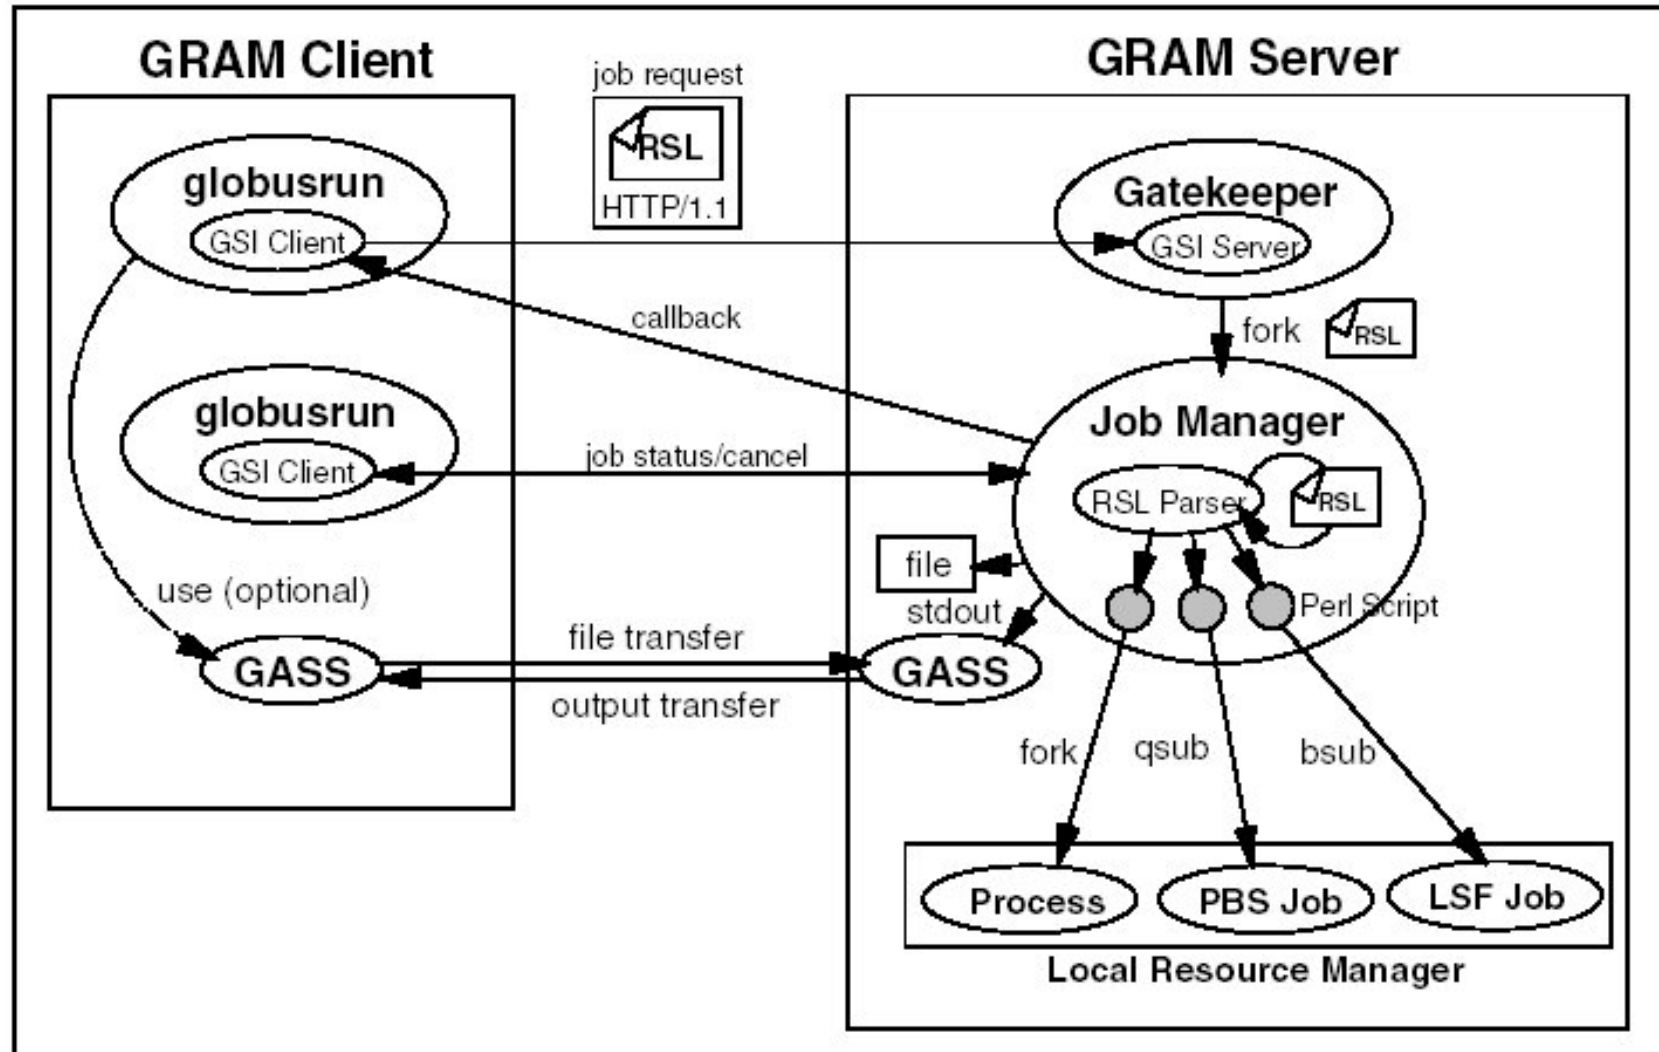 GRAM Client
GRAM Server
job request
RSL
HTTP/1.1
globusrun
GSI Client
Gatekeeper
GSI Server
callback
fork
RSL
globusrun
GSI Client
job status/cancel
Job Manager
RSL Parser
RSL
file
stdout
Perl Script
use (optional)
file transfer
GASS
GASS
output transfer
fork
qsub
bsub
Process
PBS Job
LSF Job
Local Resource Manager